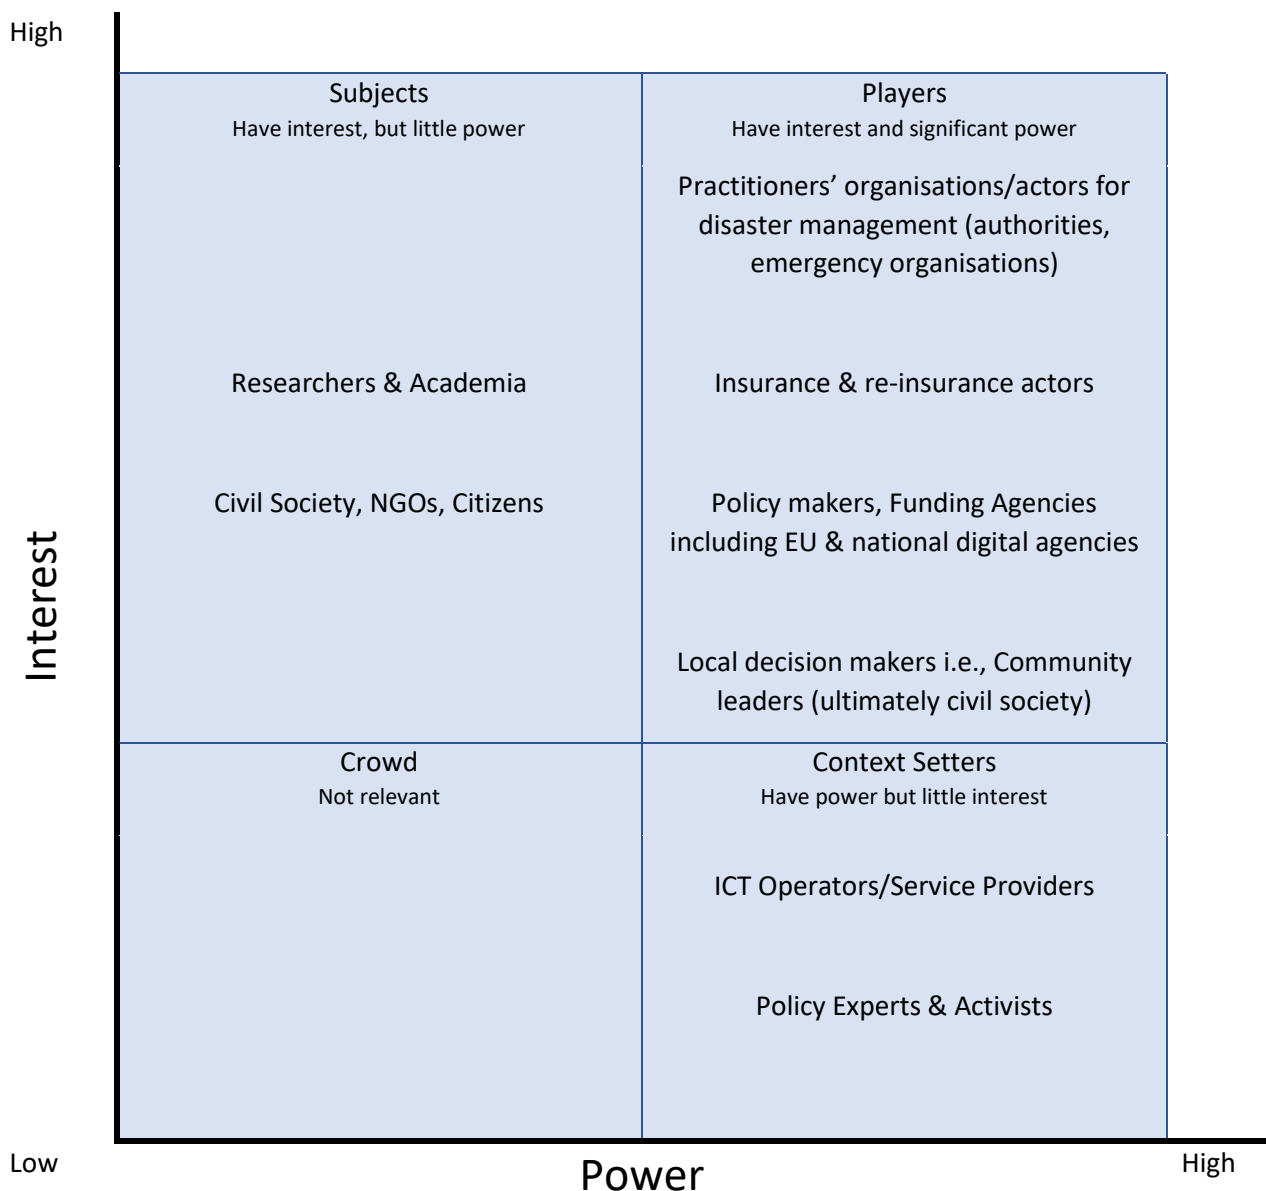 High
Subjects
Have interest, but little power
Players
Have interest and significant power
Practitioners’ organisations/actors for
disaster management (authorities,
emergency organisations)
Researchers & Academia
Insurance & re-insurance actors
Civil Society, NGOs, Citizens
Policy makers, Funding Agencies
including EU & national digital agencies
Local decision makers i.e., Community
leaders (ultimately civil society)
Interest
Crowd
Not relevant
Context Setters
Have power but little interest
ICT Operators/Service Providers
Policy Experts & Activists
Low
Power
High